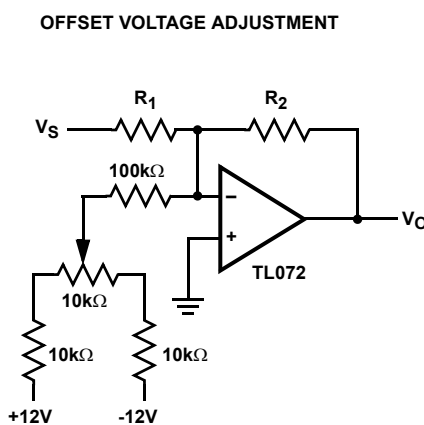 OFFSET VOLTAGE ADJUSTMENT
R1
R2
VS
100kΩ
−
+
VO
TL072
10kΩ
10kΩ
10kΩ
+12V
-12V